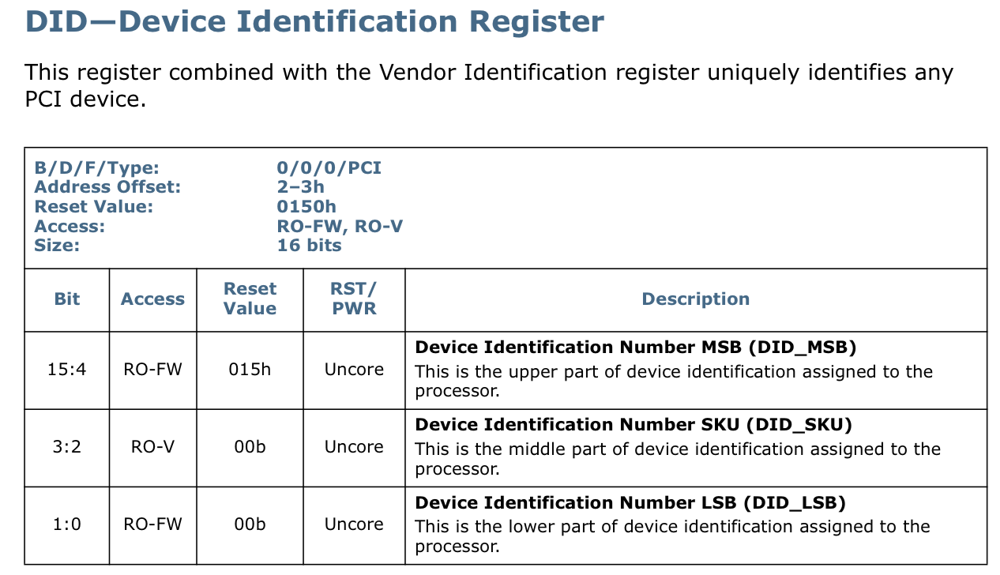 DID—Device Identification Register
This register combined with the Vendor Identification register uniquely identifies any
PCI device.
B/D/F/Type: 0/0/0/PCI
Address Offset: 2–3h
Reset Value: 0150h
Access: RO-FW, RO-V
Size: 16 bits
Bit Access Reset Value RST/ PWR Description
15:4 RO-FW 015h Uncore Device Identification Number MSB (DID_MSB)
This is the upper part of device identification assigned to the
processor.
3:2 RO-V 00b Uncore Device Identification Number SKU (DID_SKU)
This is the middle part of device identification assigned to the
processor.
1:0 RO-FW 00b Uncore Device Identification Number LSB (DID_LSB)
This is the lower part of device identification assigned to the
processor.